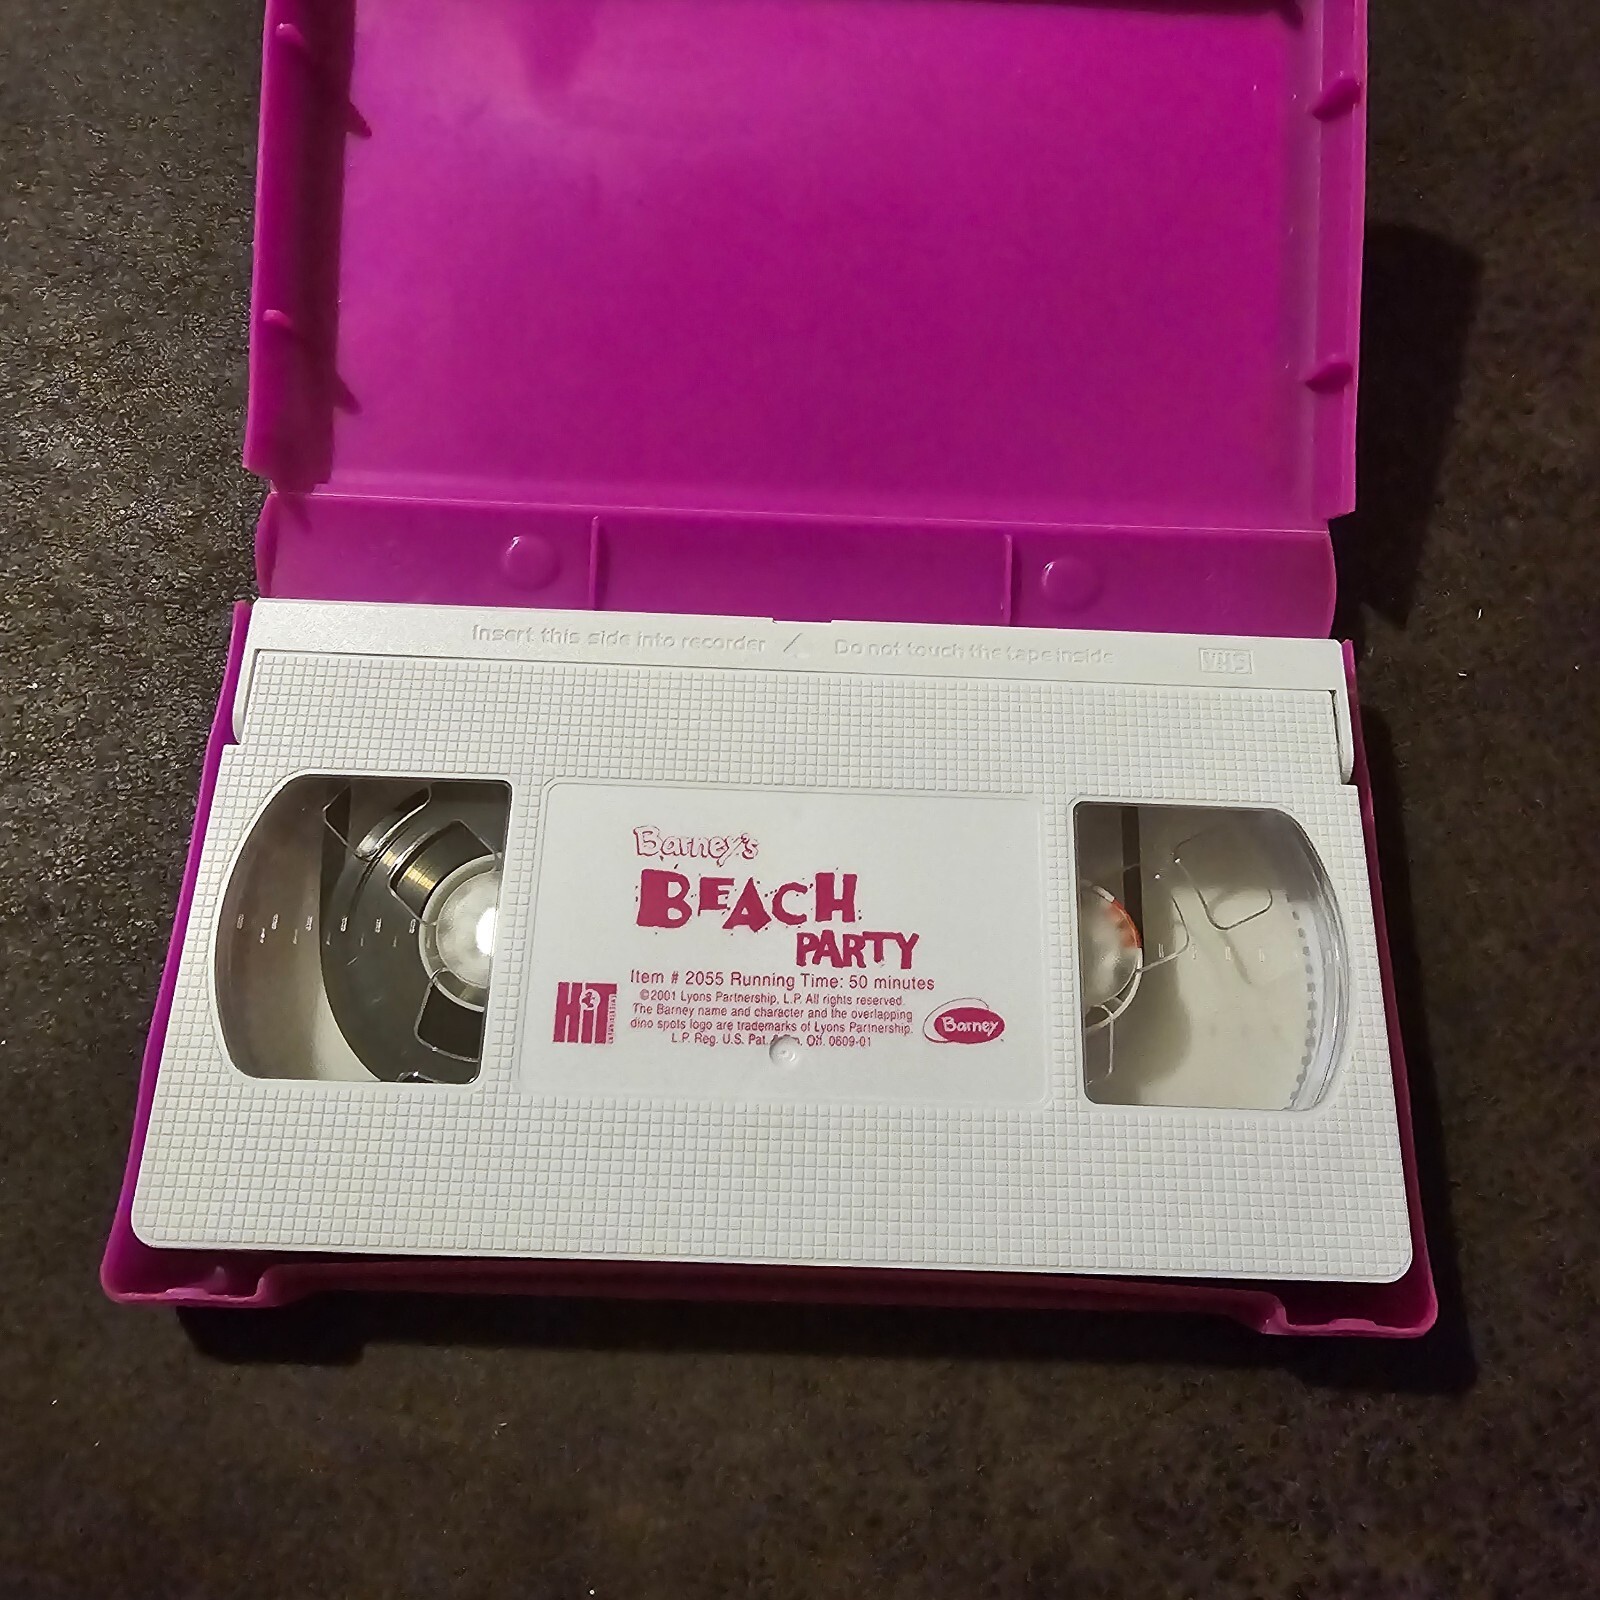 Insert this side into recorder / Do not touch the tape inside VHS
Barney's
BEACH
PARTY
Item # 2055 Running Time: 50 minutes
©2001 Lyons Partnership, L.P. All rights reserved.
The Barney name and character and the overlapping
dino spots logo are trademarks of Lyons Partnership.
L.P. Reg. U.S. Pat. Off. 0609-01
HiT
Barney